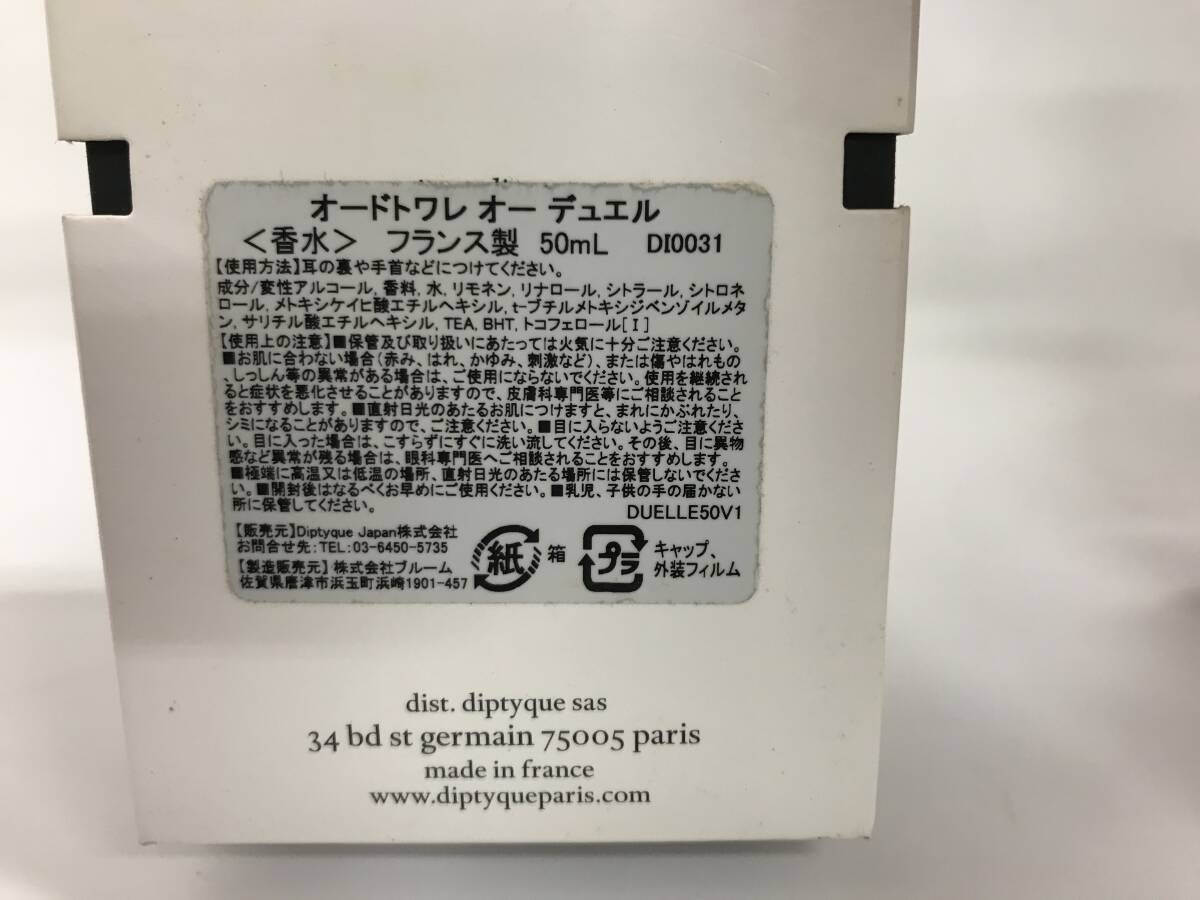 オードトワレ オー デュエル
<香水> フランス製 50mL DI0031
【使用方法】耳の裏や手首などにつけてください。
成分/変性アルコール, 香料, 水, リモネン, リナロール, シトラール, シトロネ
ロール, メトキシケイヒ酸エチルヘキシル, t-ブチルメトキシジベンゾイルメタ
ン, サリチル酸エチルヘキシル, TEA, BHT, トコフェロール[I]
【使用上の注意】■保管及び取り扱いにあたっては火気に十分ご注意ください。
■お肌に合わない場合(赤み、はれ、かゆみ、刺激など)、または傷やはれもの
、しっしん等の異常がある場合は、ご使用にならないでください。使用を継続され
ると症状を悪化させることがありますので、皮膚科専門医等にご相談されること
をおすすめします。■直射日光のあたるお肌につけますと、まれにかぶれたり、
シミになることがありますので、ご注意ください。■目に入らないようご注意くださ
い。目に入った場合は、こすらずにすぐに洗い流してください。その後、目に異物
感など異常が残る場合は、眼科専門医へご相談されることをおすすめします。
■極端に高温又は低温の場所、直射日光のあたる場所には保管しないでくださ
い。■開封後はなるべくお早めにご使用ください。■乳児、子供の手の届かない
所に保管してください。
DUELLE50V1
【販売元】Diptyque Japan株式会社
お問合せ先:TEL:03-6450-5735
【製造販売元】 株式会社ブルーム
佐賀県唐津市浜玉町浜崎1901-457
紙 箱
プラ キャップ、
外装フィルム
dist. diptyque sas
34 bd st germain 75005 paris
made in france
www.diptyqueparis.com